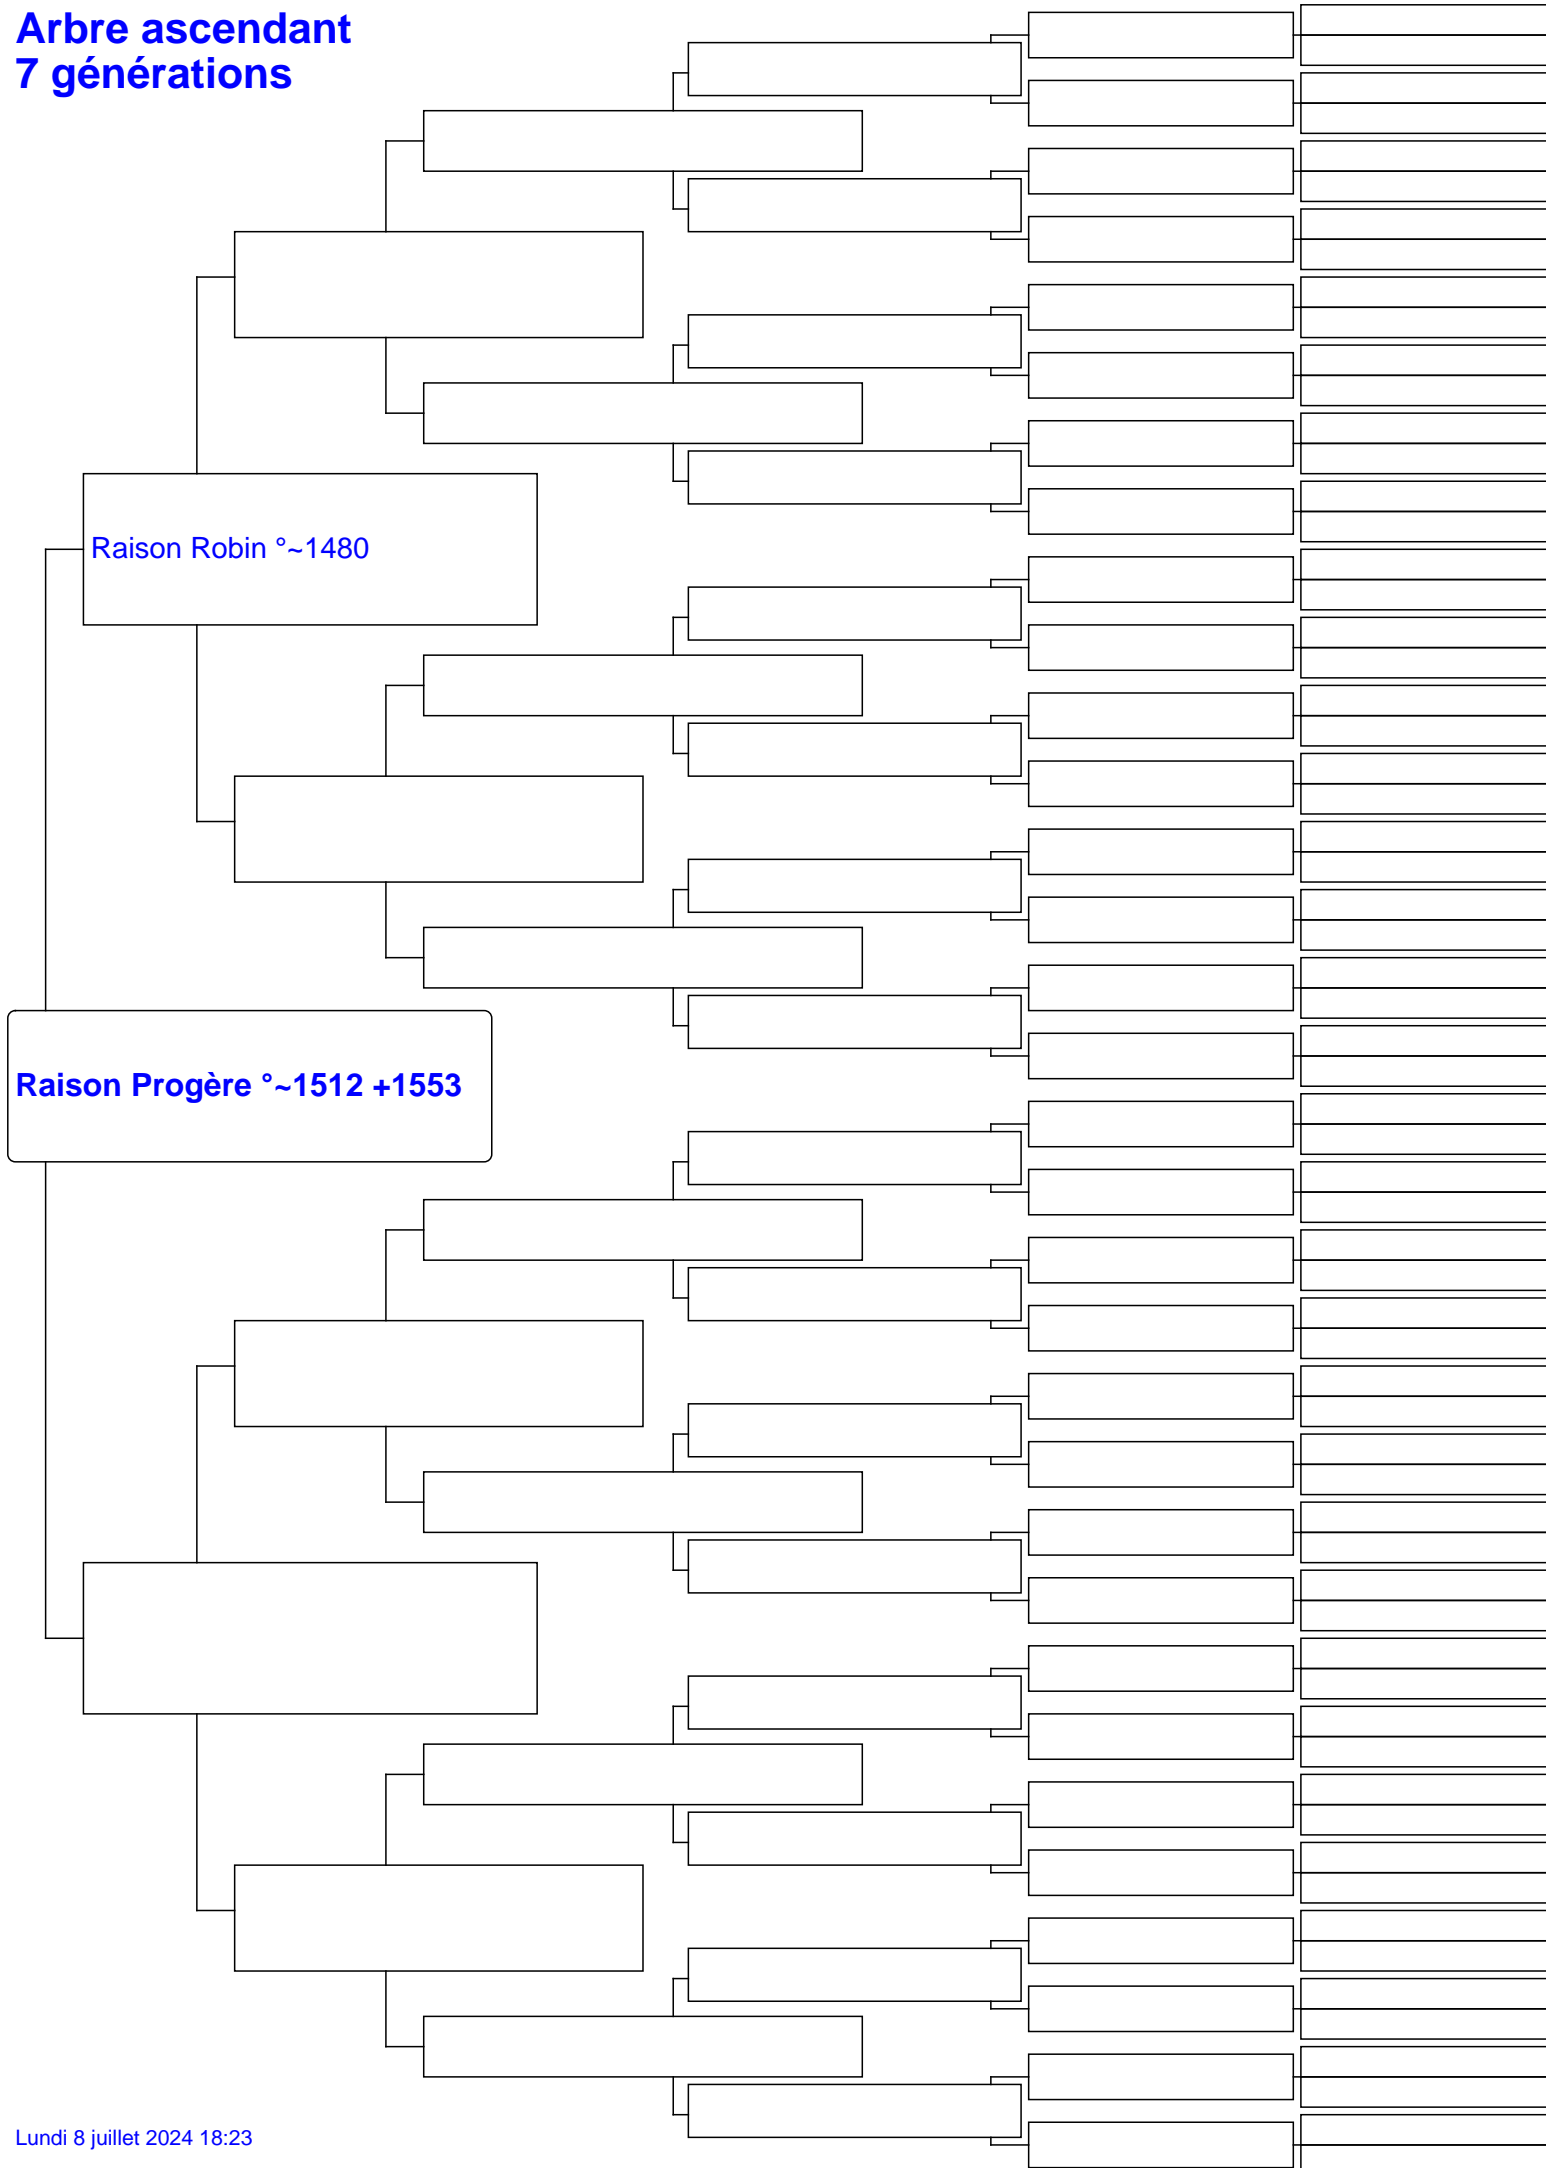 Arbre ascendant
7 générations
Raison Robin °~1480
Raison Progère °~1512 +1553
Lundi 8 juillet 2024 18:23